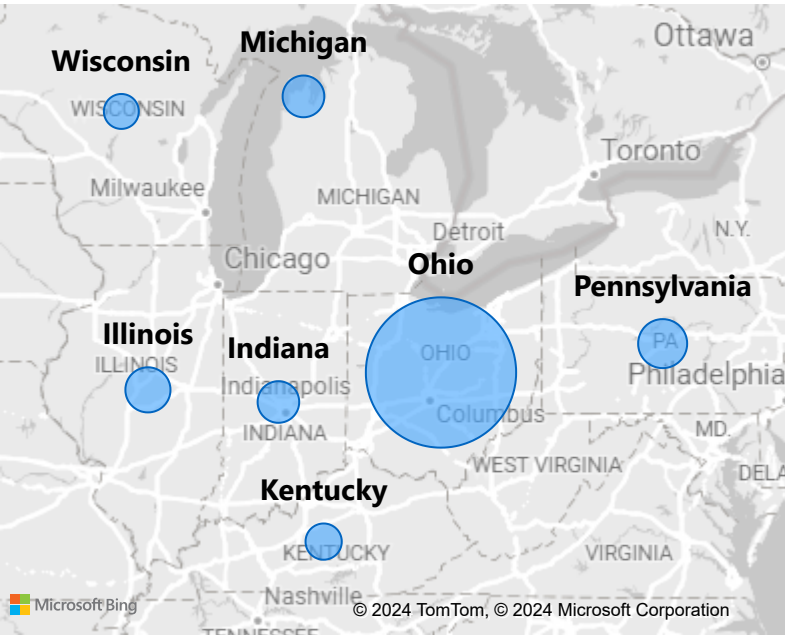 Ottawa
Michigan
Wisconsin
WISCONSIN
Toronto
Milwaukee
MICHIGAN
N.Y.
Detroit
Chicago
Ohio
Pennsylvania
Illinois
Indiana
PA
OHIO
ILLINOIS
Philadelphia
Indianapolis
Columbus
MD.
INDIANA
WEST VIRGINIA
DELA
Kentucky
KENTUCKY
VIRGINIA
Nashville
Microsoft Bing
© 2024 TomTom, © 2024 Microsoft Corporation
TENNESSEE